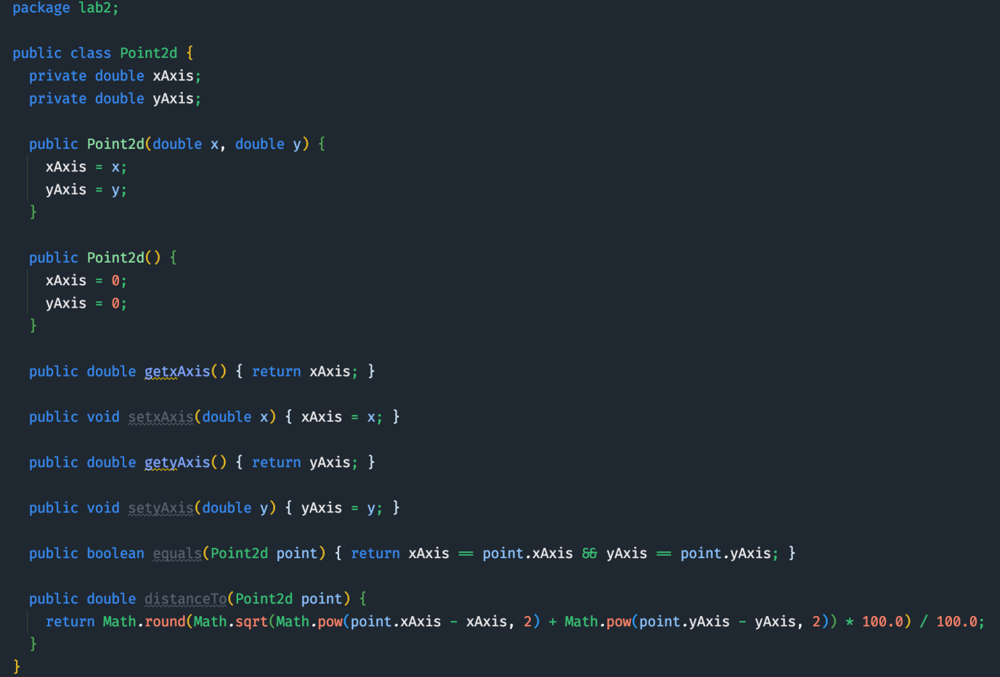 package lab2;
public class Point2d {
private double xAxis;
private double yAxis;
public Point2d(double x, double y) {
xAxis = x;
yAxis = y;
}
public Point2d() {
xAxis = 0;
yAxis = 0;
}
public double getxAxis() { return xAxis; }
public void setxAxis(double x) { xAxis = x; }
public double getyAxis() { return yAxis; }
public void setyAxis(double y) { yAxis = y; }
public boolean equals(Point2d point) { return xAxis == point.xAxis && yAxis == point.yAxis; }
public double distanceTo(Point2d point) {
return Math.round(Math.sqrt(Math.pow(point.xAxis - xAxis, 2) + Math.pow(point.yAxis - yAxis, 2)) * 100.0) / 100.0;
}
}